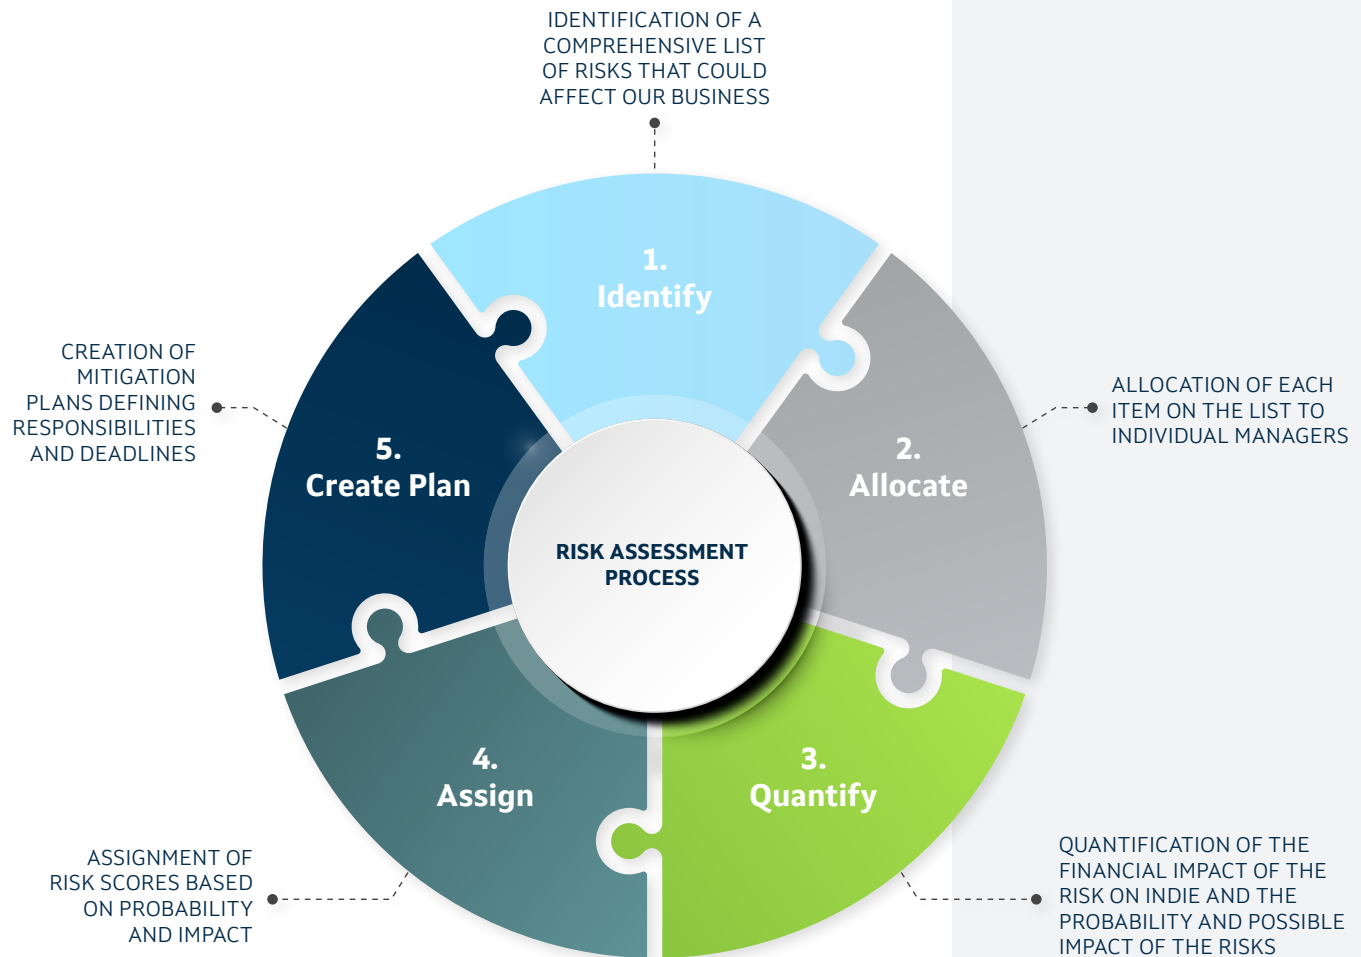 IDENTIFICATION OF A
COMPREHENSIVE LIST
OF RISKS THAT COULD
AFFECT OUR BUSINESS
1.
Identify
ALLOCATION OF EACH
ITEM ON THE LIST TO
INDIVIDUAL MANAGERS
2.
Allocate
QUANTIFICATION OF THE
FINANCIAL IMPACT OF THE
RISK ON INDIE AND THE
PROBABILITY AND POSSIBLE
IMPACT OF THE RISKS
3.
Quantify
ASSIGNMENT OF
RISK SCORES BASED
ON PROBABILITY
AND IMPACT
4.
Assign
CREATION OF
MITIGATION
PLANS DEFINING
RESPONSIBILITIES
AND DEADLINES
5.
Create Plan
RISK ASSESSMENT
PROCESS